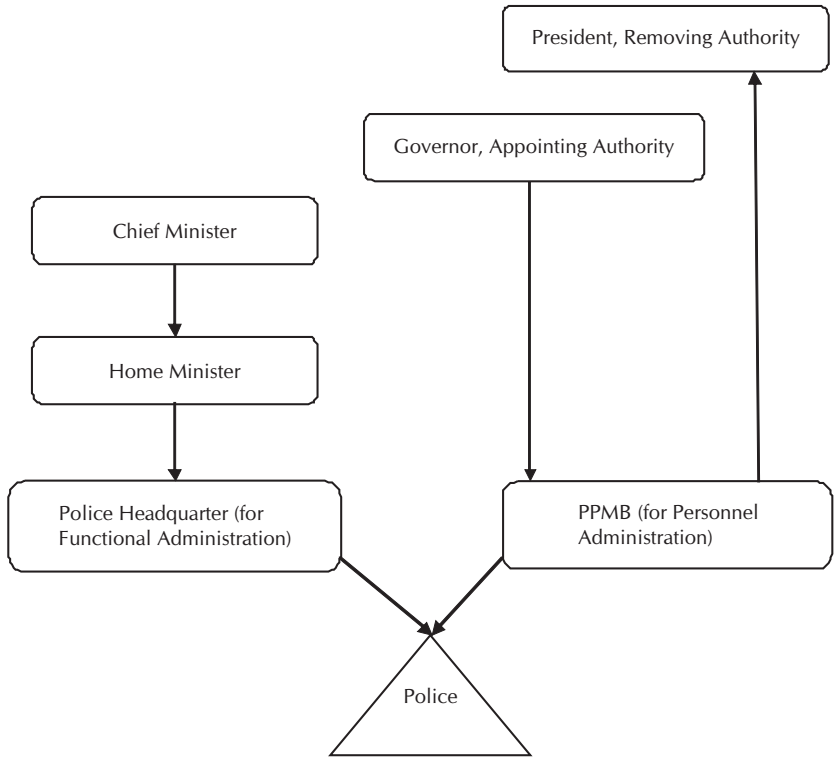 President, Removing Authority
Governor, Appointing Authority
Chief Minister
Home Minister
Police Headquarter (for
Functional Administration)
PPMB (for Personnel
Administration)
Police